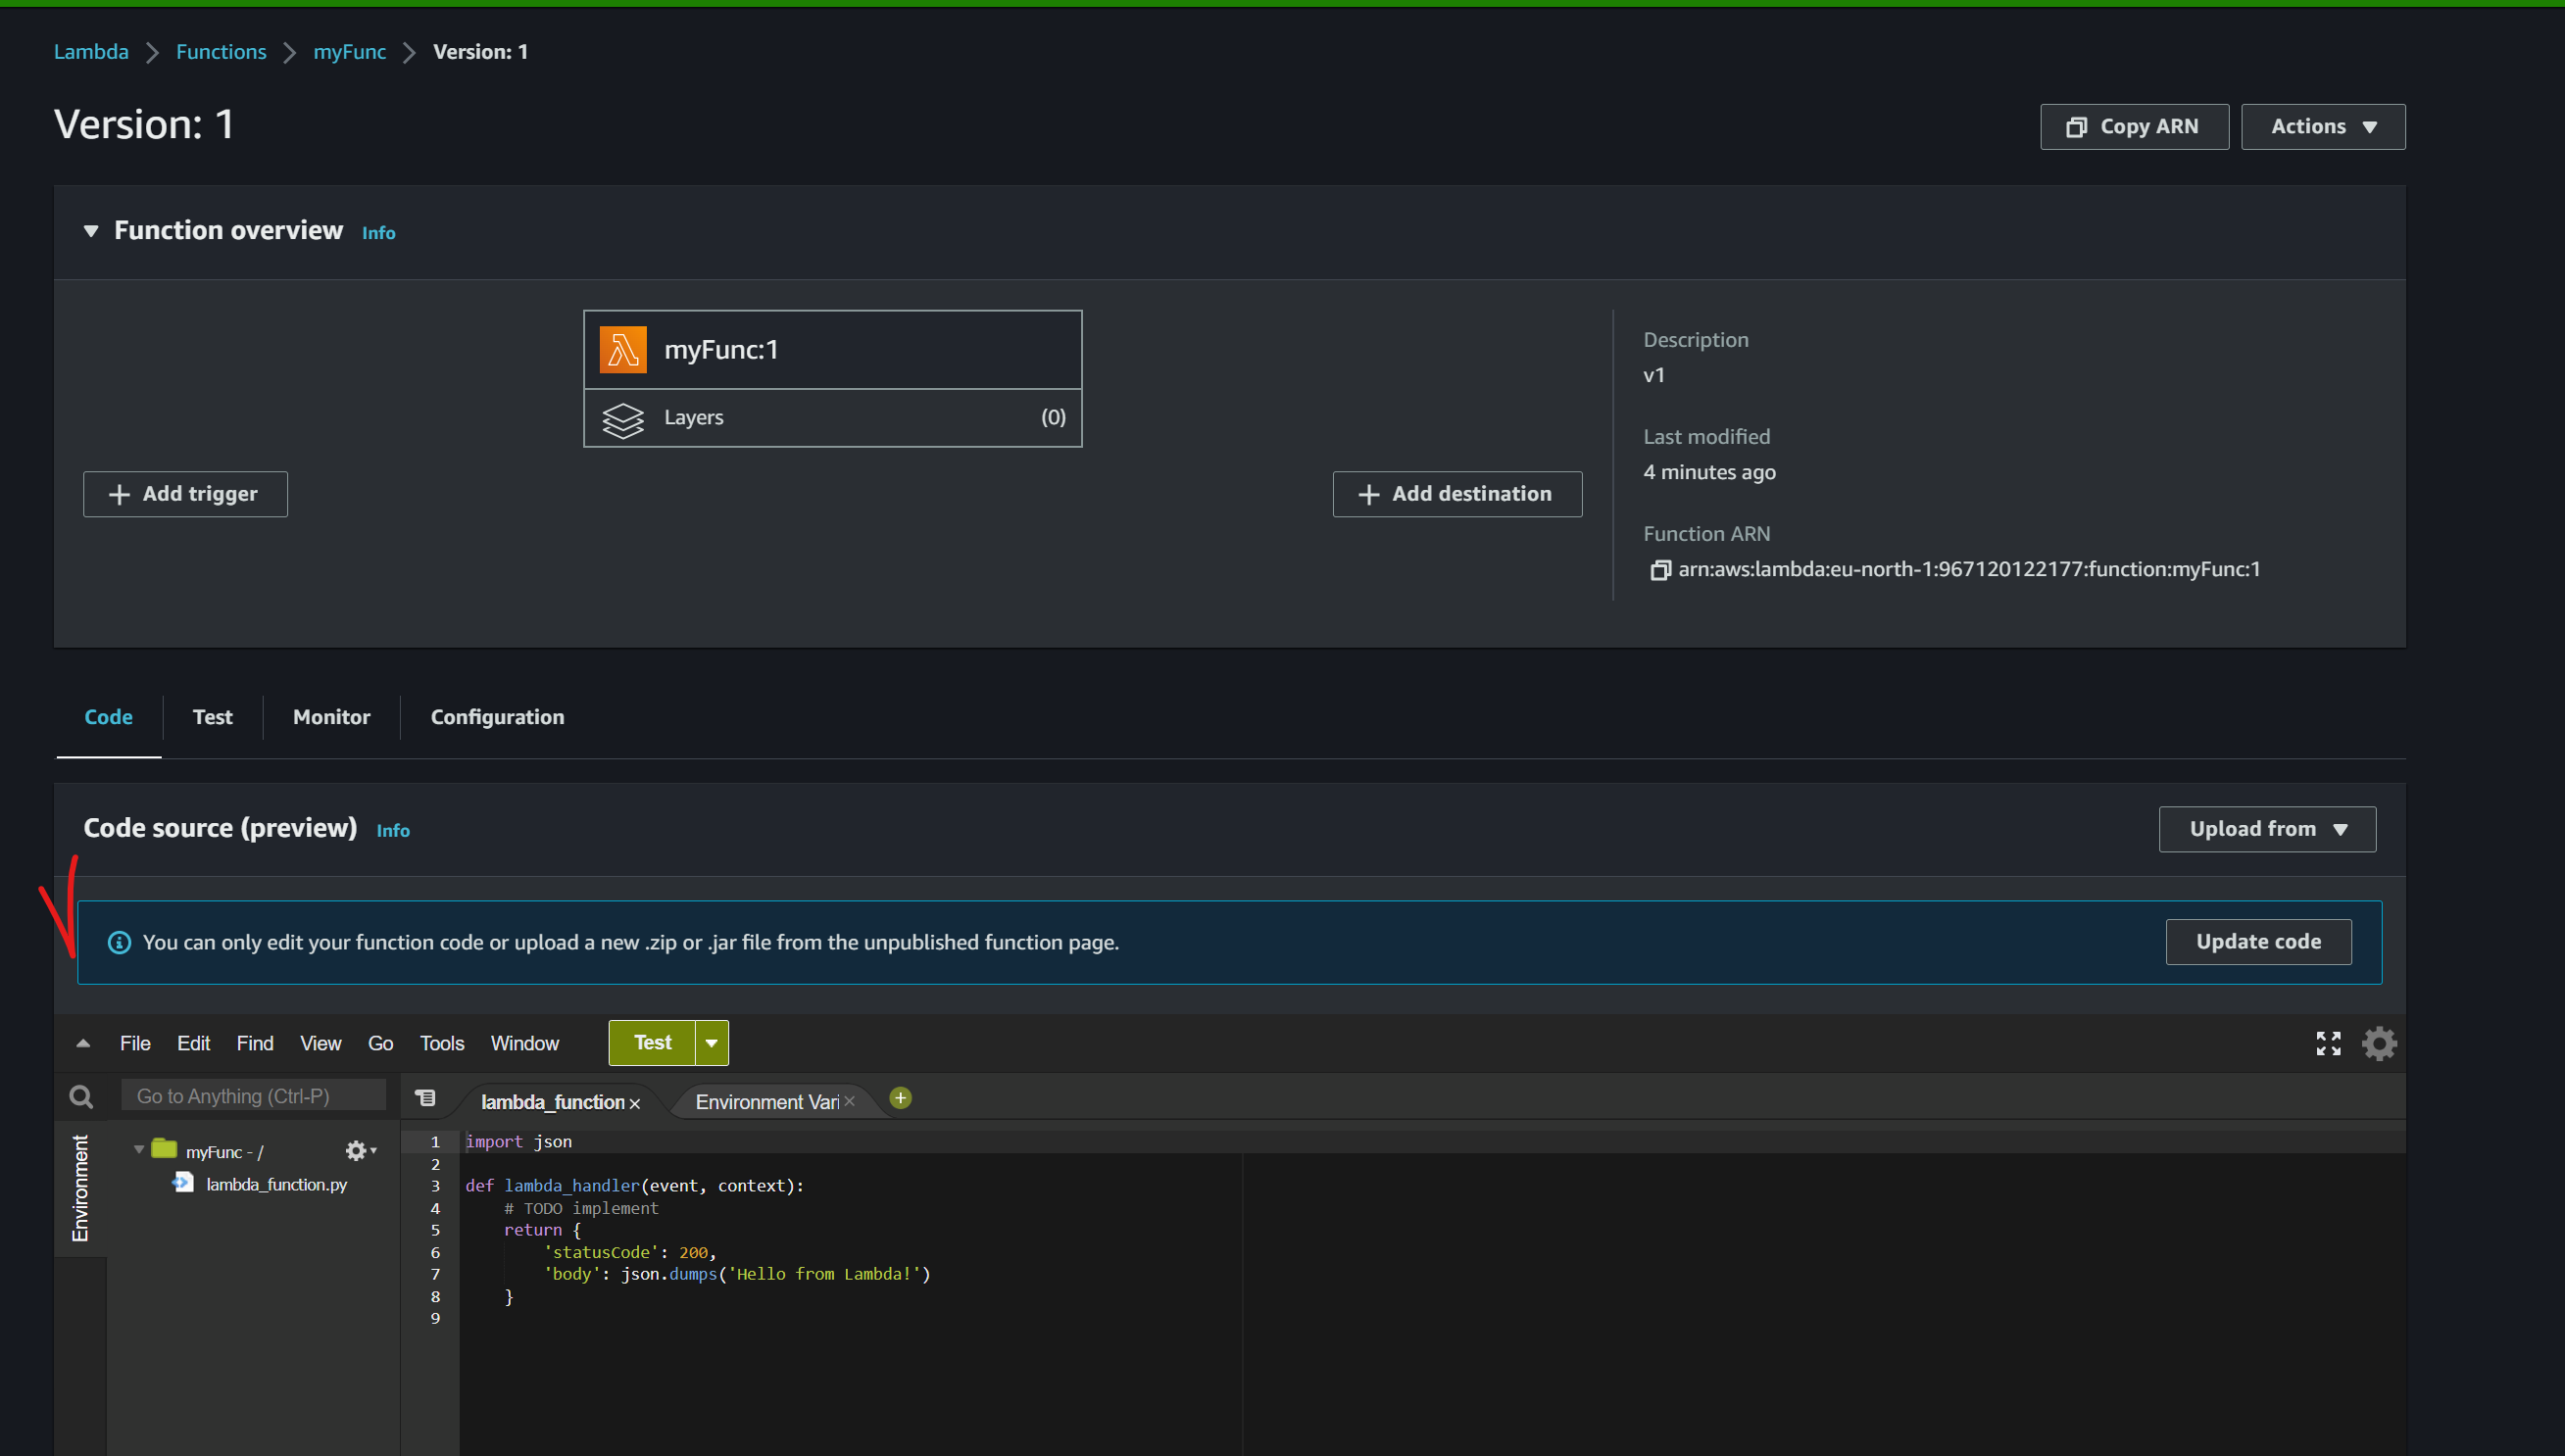 Lambda > Functions > myFunc > Version: 1
Version: 1
Copy ARN
Actions
Function overview Info
myFunc:1
Layers (0)
Add trigger
Add destination
Description
v1
Last modified
4 minutes ago
Function ARN
arn:aws:lambda:eu-north-1:967120122177:function:myFunc:1
Code Test Monitor Configuration
Code source (preview) Info
Upload from
You can only edit your function code or upload a new .zip or .jar file from the unpublished function page.
Update code
File Edit Find View Go Tools Window Test
Go to Anything (Ctrl-P)
lambda_function × Environment Vari ×
Environment
myFunc - /
lambda_function.py
1 import json
2
3 def lambda_handler(event, context):
4 # TODO implement
5 return {
6 'statusCode': 200,
7 'body': json.dumps('Hello from Lambda!')
8 }
9